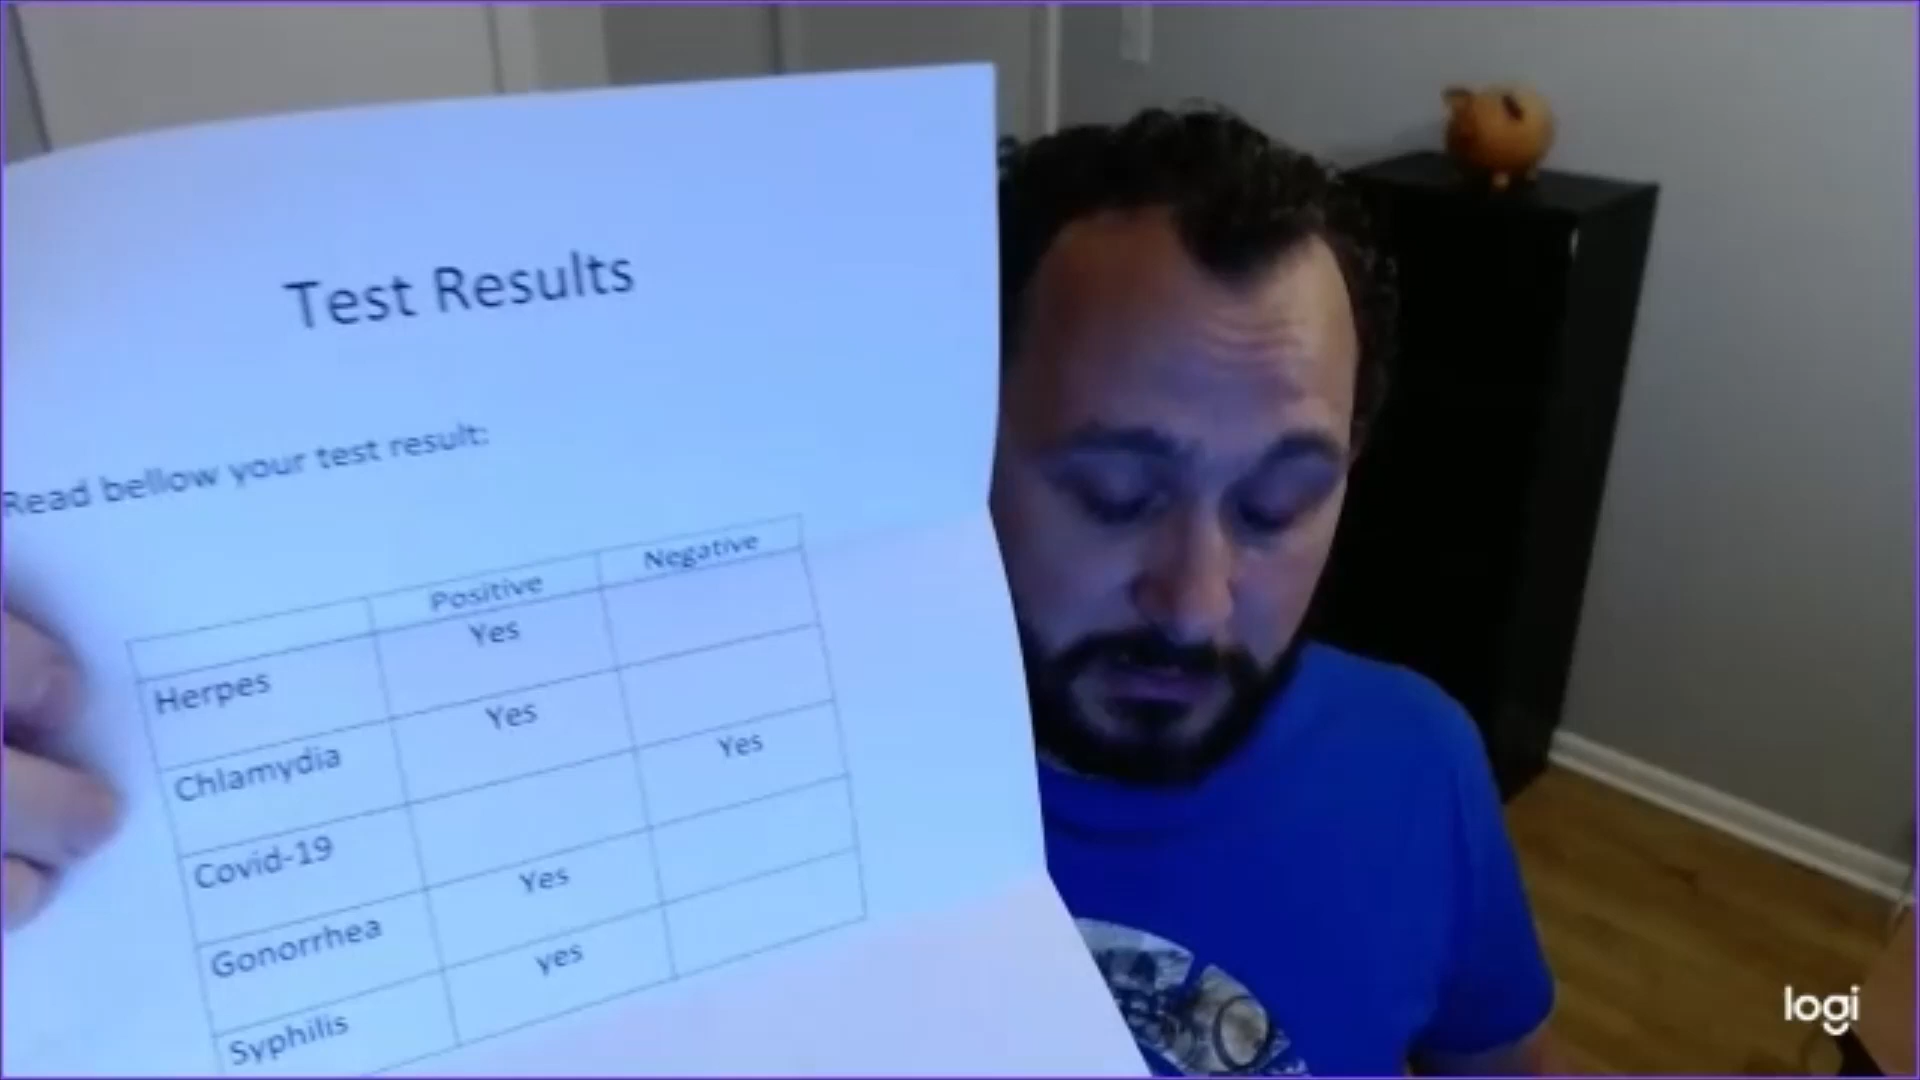 Test Results
Read bellow your test result:
Positive Negative
Herpes Yes
Chlamydia Yes
Covid-19 Yes
Gonorrhea Yes
Syphilis yes
logi